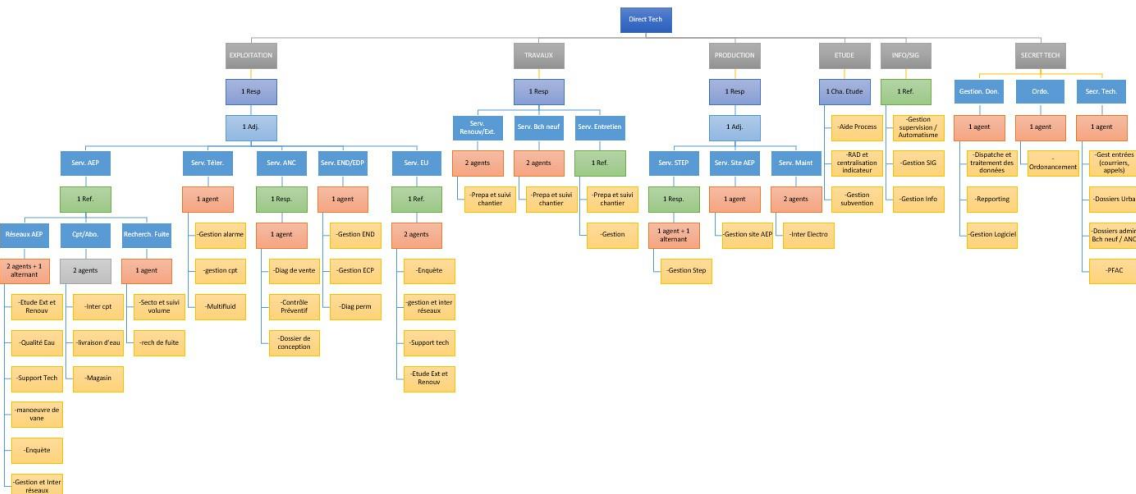 Direct Tech
EXPLOITATION
TRAVAUX
PRODUCTION
ETUDE
INFO/SIG
SECRET TECH
1 Resp
1 Resp
1 Resp
1 Cha. Etude
1 Ref.
Gestion. Don.
Ordo.
Secr. Tech.
1 Adj.
Serv.
Renouv/Ext.
Serv. Bch neuf
Serv. Entretien
1 Adj.
-Aide Process
-Gestion
supervision /
Automatisme
1 agent
1 agent
1 agent
Serv. AEP
Serv. Téler.
Serv. ANC
Serv. END/EDP
Serv. EU
2 agents
2 agents
1 Ref.
Serv. STEP
Serv. Site AEP
Serv. Maint
-RAD et
centralisation
indicateur
-Gestion SIG
-Dispatche et
traitement des
données
-
Ordonancement
-Gest entrées
(courriers,
appels)
1 Ref.
1 agent
1 Resp.
1 agent
1 Ref.
-Prepa et suivi
chantier
-Prepa et suivi
chantier
-Prepa et suivi
chantier
1 Resp.
1 agent
2 agents
-Gestion
subvention
-Gestion Info
-Repporting
-Dossiers Urba
Réseaux AEP
Cpt/Abo.
Recherch. Fuite
-Gestion alarme
1 agent
-Gestion END
2 agents
-Gestion
1 agent + 1
alternant
-Gestion site AEP
-Inter Electro
-Gestion Logiciel
-Dossiers admin
Bch neuf / ANC
2 agents + 1
alternant
2 agents
1 agent
-gestion cpt
-Diag de vente
-Gestion ECP
-Enquête
-Gestion Step
-PFAC
-Etude Ext et
Renouv
-Inter cpt
-Secto et suivi
volume
-Multifluid
-Contrôle
Préventif
-Diag perm
-gestion et inter
réseaux
-Qualité Eau
-livraison d'eau
-rech de fuite
-Dossier de
conception
-Support tech
-Support Tech
-Magasin
-Etude Ext et
Renouv
-manoeuvre de
vane
-Enquête
-Gestion et Inter
réseaux